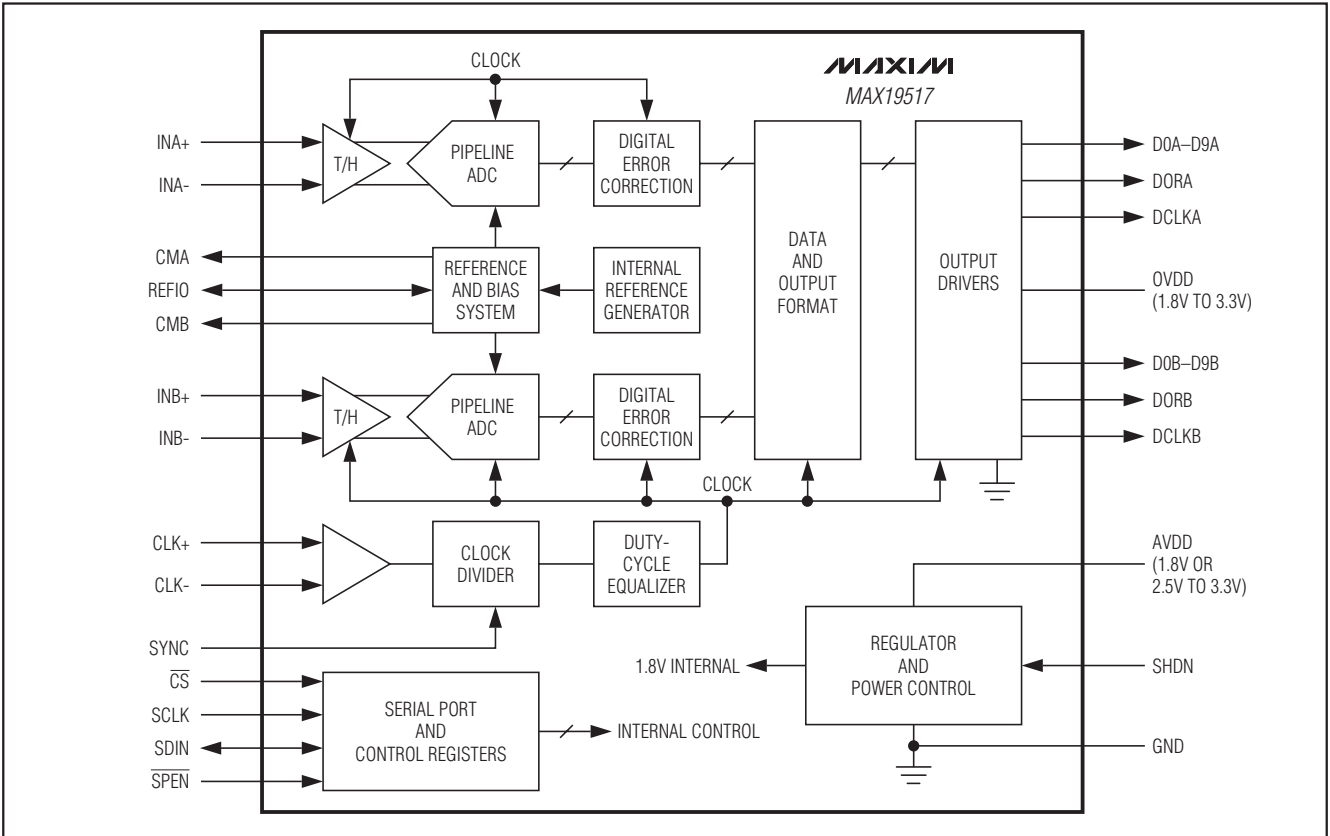 CLOCK
MAXIM
MAX19517
INA+
INA-
T/H
PIPELINE
ADC
DIGITAL
ERROR
CORRECTION
DATA
AND
OUTPUT
FORMAT
OUTPUT
DRIVERS
D0A–D9A
DORA
DCLKA
CMA
REFIO
CMB
REFERENCE
AND BIAS
SYSTEM
INTERNAL
REFERENCE
GENERATOR
OVDD
(1.8V TO 3.3V)
INB+
INB-
T/H
PIPELINE
ADC
DIGITAL
ERROR
CORRECTION
D0B–D9B
DORB
DCLKB
CLOCK
CLK+
CLK-
CLOCK
DIVIDER
DUTY-
CYCLE
EQUALIZER
AVDD
(1.8V OR
2.5V TO 3.3V)
SYNC
CS
SCLK
SDIN
SPEN
SERIAL PORT
AND
CONTROL REGISTERS
INTERNAL CONTROL
1.8V INTERNAL
REGULATOR
AND
POWER CONTROL
SHDN
GND